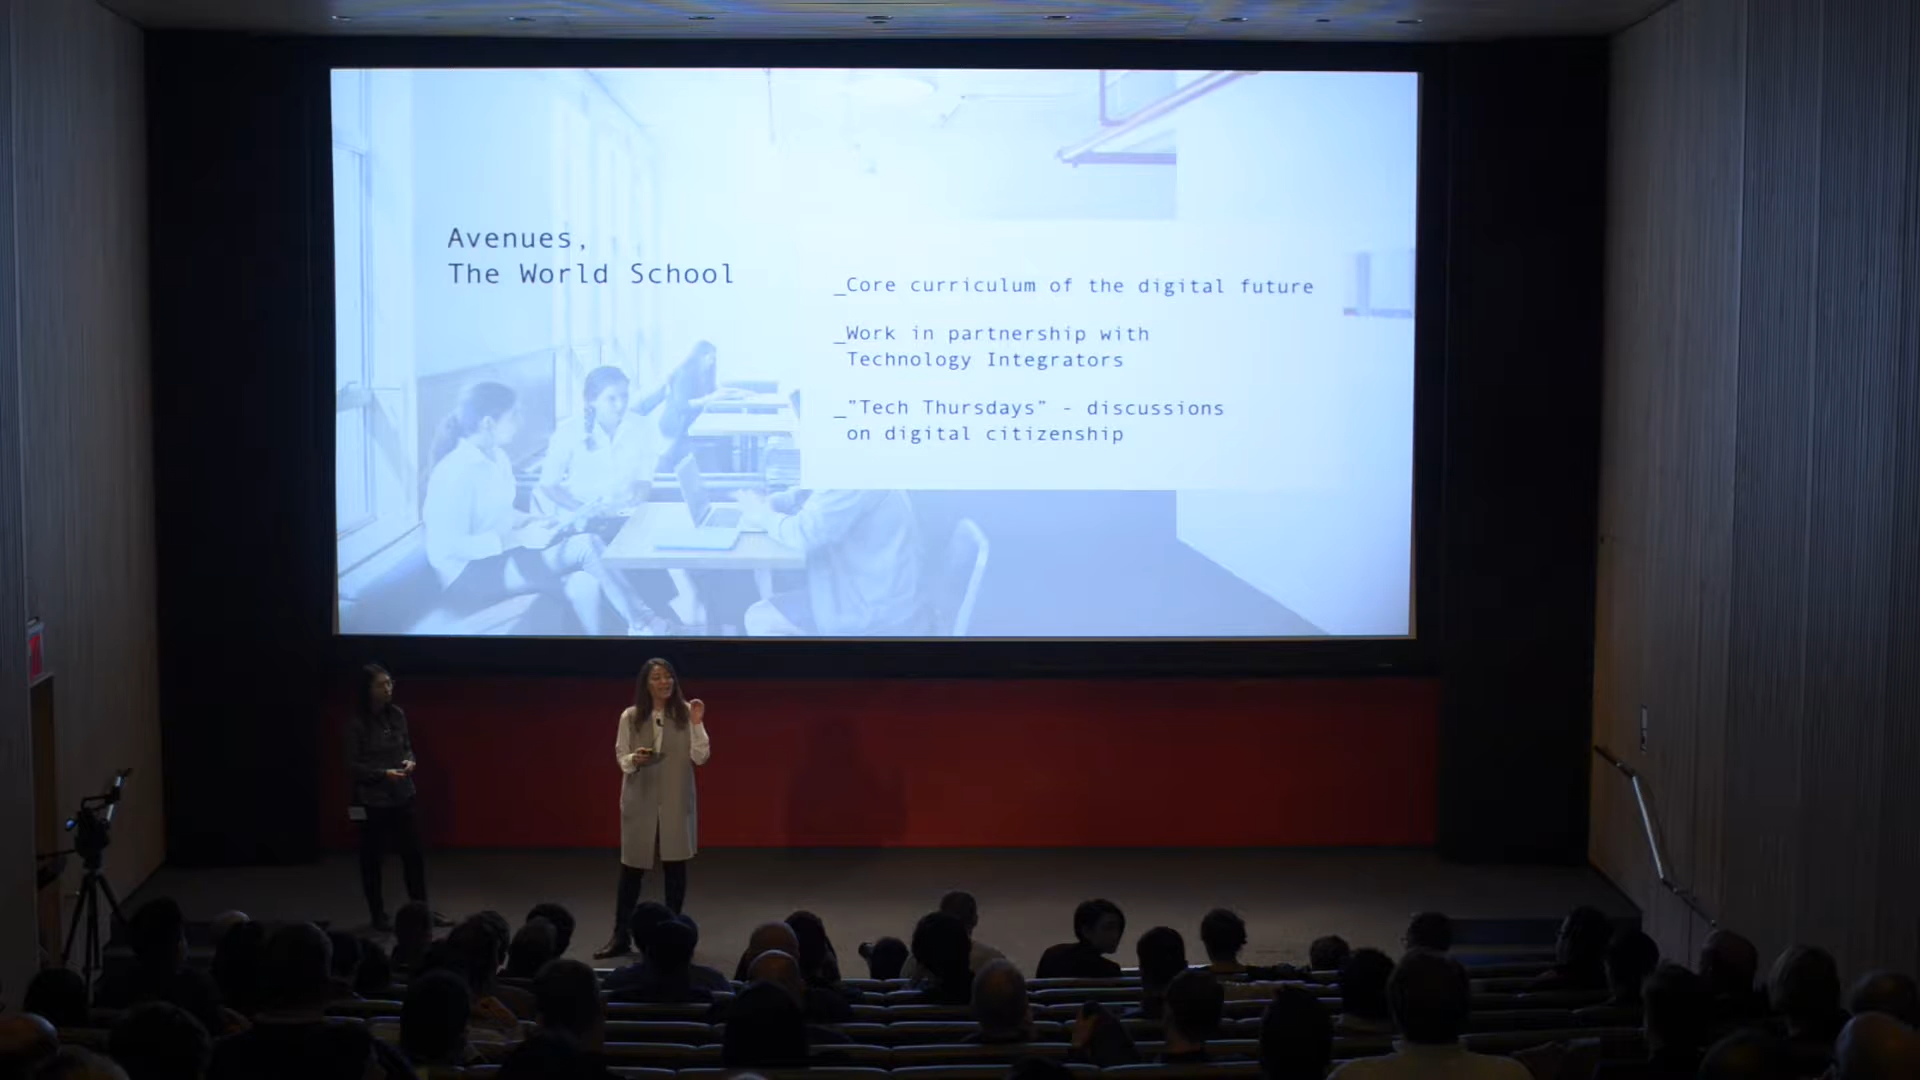 Avenues,
The World School
_Core curriculum of the digital future
_Work in partnership with
Technology Integrators
_"Tech Thursdays" - discussions
on digital citizenship